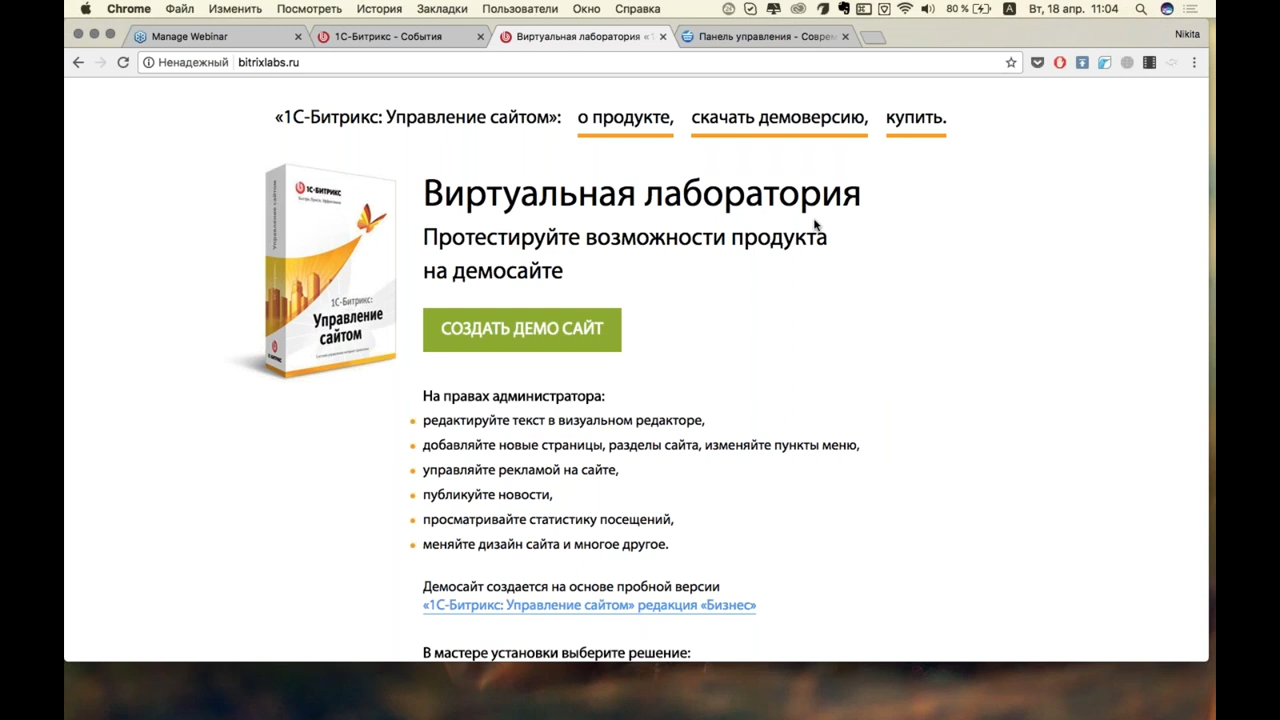 Chrome Файл Изменить Посмотреть История Закладки Пользователи Окно Справка 80 % A Вт, 18 апр. 11:04
Manage Webinar 1С-Битрикс - События Виртуальная лаборатория «1 Панель управления - Соврем Nikita
Ненадежный bitrixlabs.ru
«1С-Битрикс: Управление сайтом»: о продукте, скачать демоверсию, купить.
1С-БИТРИКС
Управление сайтом
1С-Битрикс:
Управление
сайтом
Виртуальная лаборатория
Протестируйте возможности продукта
на демосайте
СОЗДАТЬ ДЕМО САЙТ
На правах администратора:
редактируйте текст в визуальном редакторе,
добавляйте новые страницы, разделы сайта, изменяйте пункты меню,
управляйте рекламой на сайте,
публикуйте новости,
просматривайте статистику посещений,
меняйте дизайн сайта и многое другое.
Демосайт создается на основе пробной версии
«1С-Битрикс: Управление сайтом» редакция «Бизнес»
В мастере установки выберите решение: